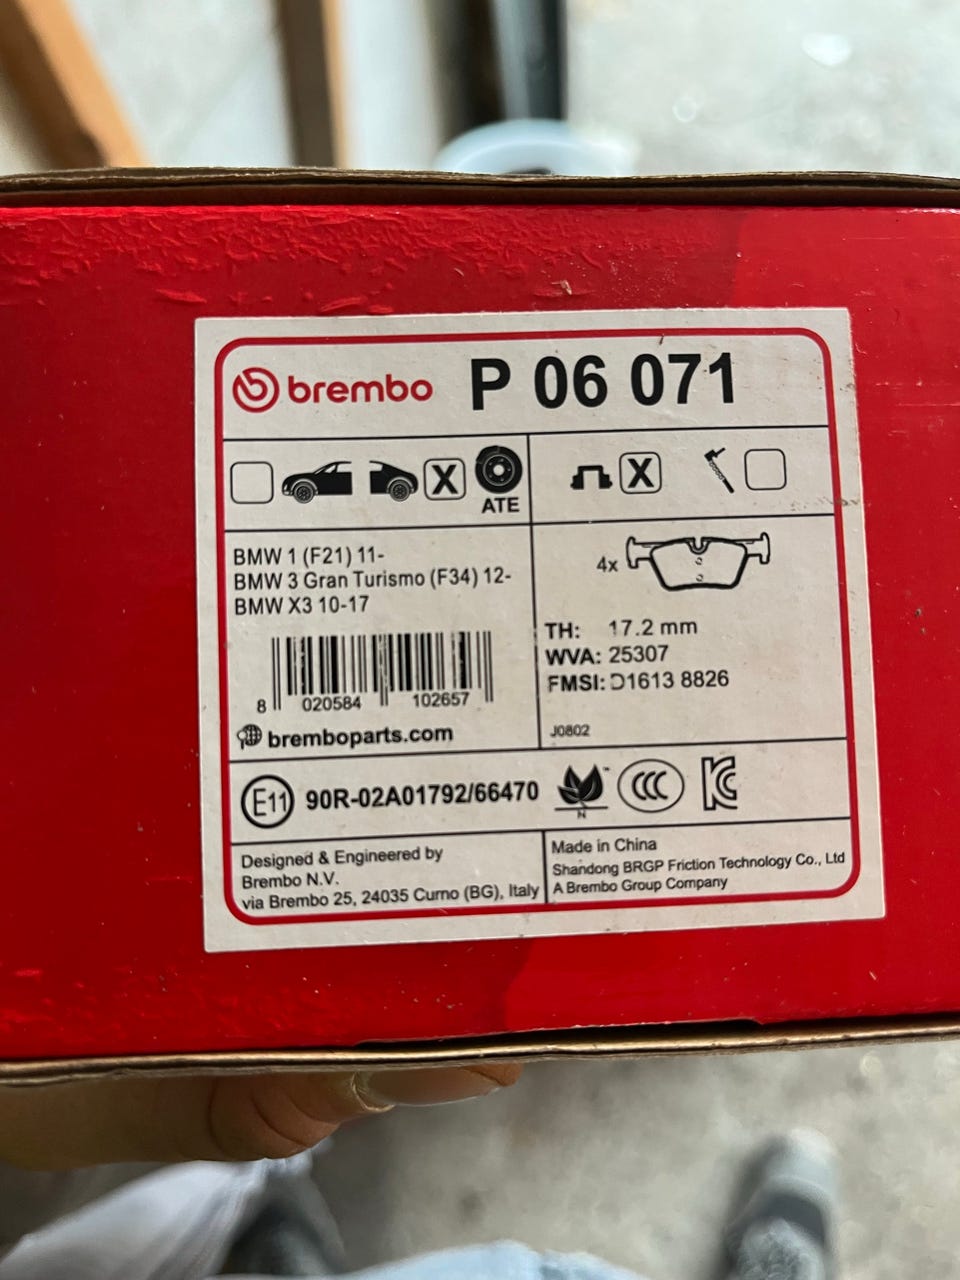 brembo P 06 071
X
ATE
X
BMW 1 (F21) 11-
BMW 3 Gran Turismo (F34) 12-
BMW X3 10-17
8 020584 102657
bremboparts.com
4x
TH: 17.2 mm
WVA: 25307
FMSI: D1613 8826
J0802
E11 90R-02A01792/66470
N
CCC
KC
Designed & Engineered by
Brembo N.V.
via Brembo 25, 24035 Curno (BG), Italy
Made in China
Shandong BRGP Friction Technology Co., Ltd
A Brembo Group Company